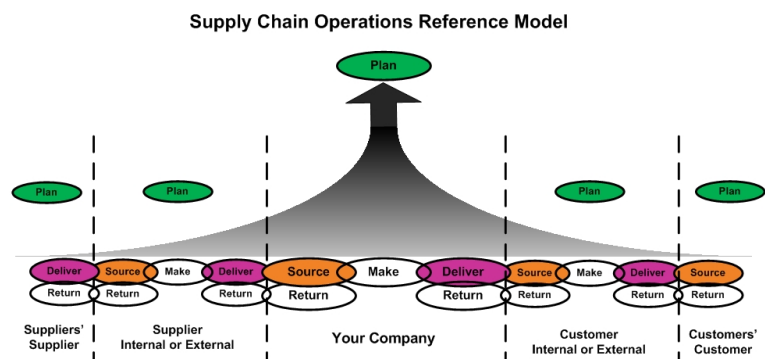 Supply Chain Operations Reference Model
Plan
Plan
Plan
Plan
Plan
Deliver
Source
Make
Deliver
Source
Make
Deliver
Source
Make
Deliver
Source
Return
Return
Return
Return
Return
Return
Return
Return
Suppliers'
Supplier
Supplier
Internal or External
Your Company
Customer
Internal or External
Customers'
Customer